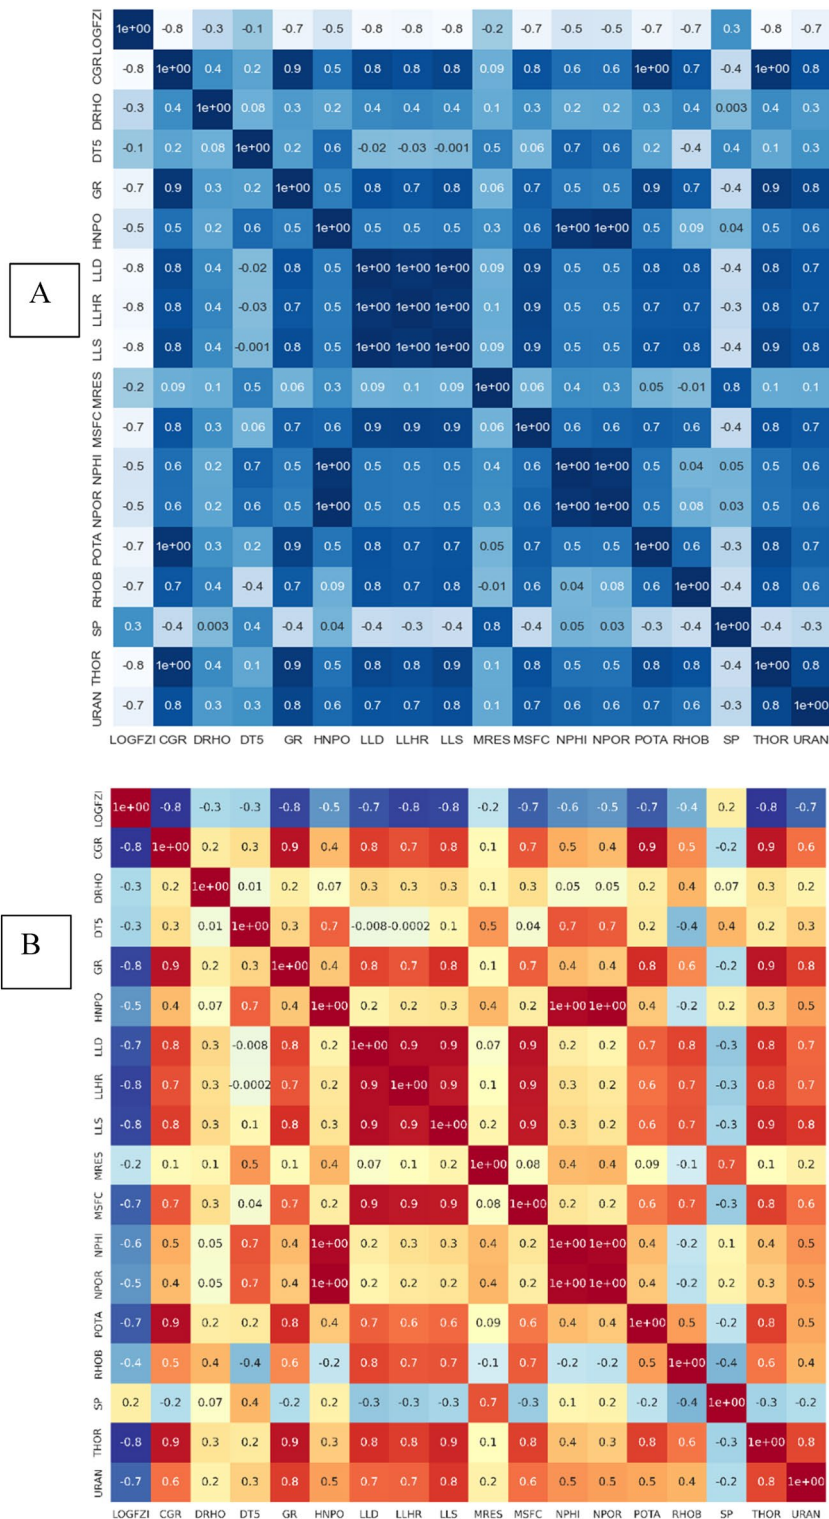 LOGFZI 1e+00 -0.8 -0.3 -0.1 -0.7 -0.5 -0.8 -0.8 -0.8 -0.2 -0.7 -0.5 -0.5 -0.7 -0.7 0.3 -0.8 -0.7
CGR -0.8 1e+00 0.4 0.2 0.9 0.5 0.8 0.8 0.8 0.09 0.8 0.6 0.6 1e+00 0.7 -0.4 1e+00 0.8
DRHO -0.3 0.4 1e+00 0.08 0.3 0.2 0.4 0.4 0.4 0.1 0.3 0.2 0.2 0.3 0.4 0.003 0.4 0.3
DT5 -0.1 0.2 0.08 1e+00 0.2 0.6 -0.02 -0.03 -0.001 0.5 0.06 0.7 0.6 0.2 -0.4 0.4 0.1 0.3
GR -0.7 0.9 0.3 0.2 1e+00 0.5 0.8 0.7 0.8 0.06 0.7 0.5 0.5 0.9 0.7 -0.4 0.9 0.8
HNPO -0.5 0.5 0.2 0.6 0.5 1e+00 0.5 0.5 0.5 0.3 0.6 1e+00 1e+00 0.5 0.09 0.04 0.5 0.6
A
LLD -0.8 0.8 0.4 -0.02 0.8 0.5 1e+00 1e+00 1e+00 0.09 0.9 0.5 0.5 0.8 0.8 -0.4 0.8 0.7
LLHR -0.8 0.8 0.4 -0.03 0.7 0.5 1e+00 1e+00 1e+00 0.1 0.9 0.5 0.5 0.7 0.7 -0.3 0.8 0.7
LLS -0.8 0.8 0.4 -0.001 0.8 0.5 1e+00 1e+00 1e+00 0.09 0.9 0.5 0.5 0.7 0.8 -0.4 0.9 0.8
MRES -0.2 0.09 0.1 0.5 0.06 0.3 0.09 0.1 0.09 1e+00 0.06 0.4 0.3 0.05 -0.01 0.8 0.1 0.1
MSFC -0.7 0.8 0.3 0.06 0.7 0.6 0.9 0.9 0.9 0.06 1e+00 0.6 0.6 0.7 0.6 -0.4 0.8 0.7
NPHI -0.5 0.6 0.2 0.7 0.5 1e+00 0.5 0.5 0.5 0.4 0.6 1e+00 1e+00 0.5 0.04 0.05 0.5 0.6
NPOR -0.5 0.6 0.2 0.6 0.5 1e+00 0.5 0.5 0.5 0.3 0.6 1e+00 1e+00 0.5 0.08 0.03 0.5 0.6
POTA -0.7 1e+00 0.3 0.2 0.9 0.5 0.8 0.7 0.7 0.05 0.7 0.5 0.5 1e+00 0.6 -0.3 0.8 0.7
RHOB -0.7 0.7 0.4 -0.4 0.7 0.09 0.8 0.7 0.8 -0.01 0.6 0.04 0.08 0.6 1e+00 -0.4 0.8 0.6
SP 0.3 -0.4 0.003 0.4 -0.4 0.04 -0.4 -0.3 -0.4 0.8 -0.4 0.05 0.03 -0.3 -0.4 1e+00 -0.4 -0.3
THOR -0.8 1e+00 0.4 0.1 0.9 0.5 0.8 0.8 0.9 0.1 0.8 0.5 0.5 0.8 0.8 -0.4 1e+00 0.8
URAN -0.7 0.8 0.3 0.3 0.8 0.6 0.7 0.7 0.8 0.1 0.7 0.6 0.6 0.7 0.6 -0.3 0.8 1e+00
LOGFZI CGR DRHO DT5 GR HNPO LLD LLHR LLS MRES MSFC NPHI NPOR POTA RHOB SP THOR URAN
LOGFZI 1e+00 -0.8 -0.3 -0.3 -0.8 -0.5 -0.7 -0.8 -0.8 -0.2 -0.7 -0.6 -0.5 -0.7 -0.4 0.2 -0.8 -0.7
CGR -0.8 1e+00 0.2 0.3 0.9 0.4 0.8 0.7 0.8 0.1 0.7 0.5 0.4 0.9 0.5 -0.2 0.9 0.6
DRHO -0.3 0.2 1e+00 0.01 0.2 0.07 0.3 0.3 0.3 0.1 0.3 0.05 0.05 0.2 0.4 0.07 0.3 0.2
B
DT5 -0.3 0.3 0.01 1e+00 0.3 0.7 -0.008 -0.0002 0.1 0.5 0.04 0.7 0.7 0.2 -0.4 0.4 0.2 0.3
GR -0.8 0.9 0.2 0.3 1e+00 0.4 0.8 0.7 0.8 0.1 0.7 0.4 0.4 0.8 0.6 -0.2 0.9 0.8
HNPO -0.5 0.4 0.07 0.7 0.4 1e+00 0.2 0.2 0.3 0.4 0.2 1e+00 1e+00 0.4 -0.2 0.2 0.3 0.5
LLD -0.7 0.8 0.3 -0.008 0.8 0.2 1e+00 0.9 0.9 0.07 0.9 0.2 0.2 0.7 0.8 -0.3 0.8 0.7
LLHR -0.8 0.7 0.3 -0.0002 0.7 0.2 0.9 1e+00 0.9 0.1 0.9 0.3 0.2 0.6 0.7 -0.3 0.8 0.7
LLS -0.8 0.8 0.3 0.1 0.8 0.3 0.9 0.9 1e+00 0.2 0.9 0.3 0.2 0.6 0.7 -0.3 0.9 0.8
MRES -0.2 0.1 0.1 0.5 0.1 0.4 0.07 0.1 0.2 1e+00 0.08 0.4 0.4 0.09 -0.1 0.7 0.1 0.2
MSFC -0.7 0.7 0.3 0.04 0.7 0.2 0.9 0.9 0.9 0.08 1e+00 0.2 0.2 0.6 0.7 -0.3 0.8 0.6
NPHI -0.6 0.5 0.05 0.7 0.4 1e+00 0.2 0.3 0.3 0.4 0.2 1e+00 1e+00 0.4 -0.2 0.1 0.4 0.5
NPOR -0.5 0.4 0.05 0.7 0.4 1e+00 0.2 0.2 0.2 0.4 0.2 1e+00 1e+00 0.4 -0.2 0.2 0.3 0.5
POTA -0.7 0.9 0.2 0.2 0.8 0.4 0.7 0.6 0.6 0.09 0.6 0.4 0.4 1e+00 0.5 -0.2 0.8 0.5
RHOB -0.4 0.5 0.4 -0.4 0.6 -0.2 0.8 0.7 0.7 -0.1 0.7 -0.2 -0.2 0.5 1e+00 -0.4 0.6 0.4
SP 0.2 -0.2 0.07 0.4 -0.2 0.2 -0.3 -0.3 -0.3 0.7 -0.3 0.1 0.2 -0.2 -0.4 1e+00 -0.3 -0.2
THOR -0.8 0.9 0.3 0.2 0.9 0.3 0.8 0.8 0.9 0.1 0.8 0.4 0.3 0.8 0.6 -0.3 1e+00 0.8
URAN -0.7 0.6 0.2 0.3 0.8 0.5 0.7 0.7 0.8 0.2 0.6 0.5 0.5 0.5 0.4 -0.2 0.8 1e+00
LOGFZI CGR DRHO DT5 GR HNPO LLD LLHR LLS MRES MSFC NPHI NPOR POTA RHOB SP THOR URAN